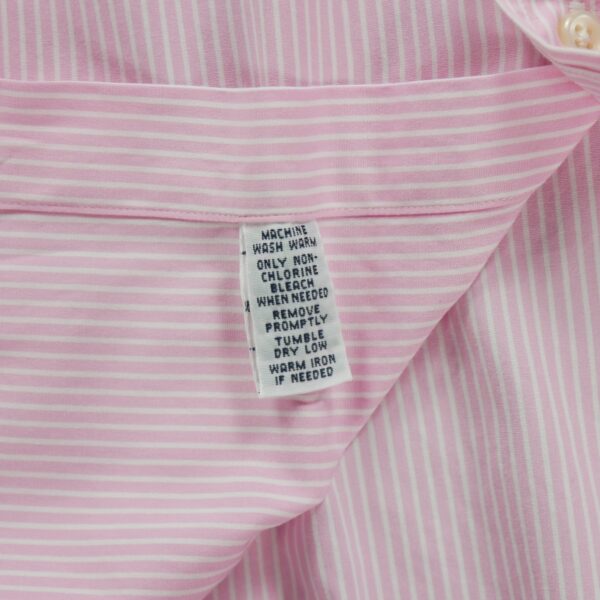 MACHINE
WASH WARM
ONLY NON-
CHLORINE
BLEACH
WHEN NEEDED
REMOVE
PROMPTLY
TUMBLE
DRY LOW
WARM IRON
IF NEEDED